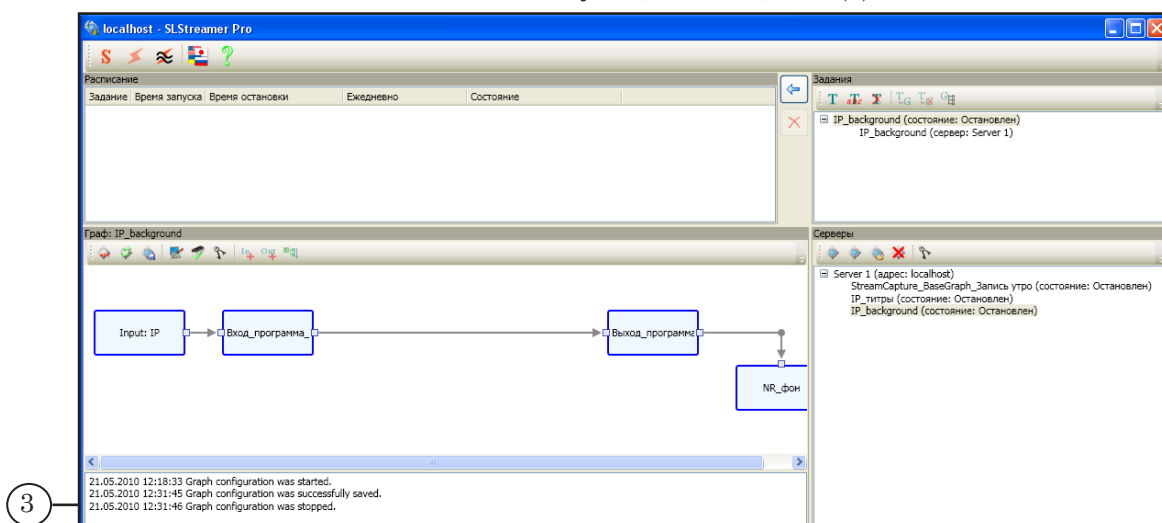 localhost - SLStreamer Pro
Расписание
Задание Время запуска Время остановки Ежедневно Состояние
Задания
IP_background (состояние: Остановлен)
IP_background (сервер: Server 1)
Граф: IP_background
Input: IP
Вход_программа_
Выход_программа
NR_фон
Серверы
Server 1 (адрес: localhost)
StreamCapture_BaseGraph_Запись утро (состояние: Остановлен)
IP_титры (состояние: Остановлен)
IP_background (состояние: Остановлен)
21.05.2010 12:18:33 Graph configuration was started.
21.05.2010 12:31:45 Graph configuration was successfully saved.
21.05.2010 12:31:46 Graph configuration was stopped.
3